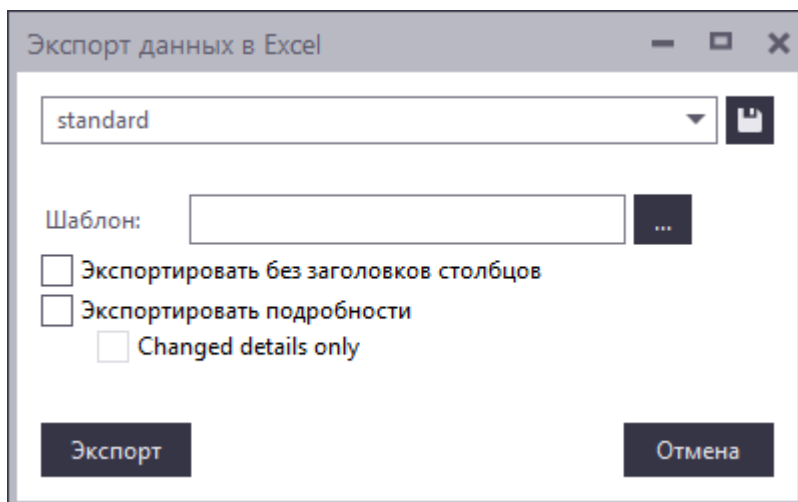 Экспорт данных в Excel
standard
Шаблон:
...
Экспортировать без заголовков столбцов
Экспортировать подробности
Changed details only
Экспорт
Отмена